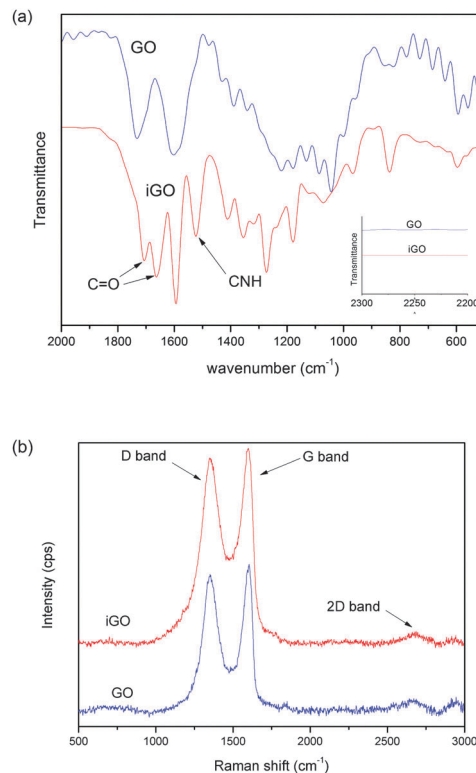 (a)
GO
iGO
C=O
CNH
Transmittance
GO
iGO
Transmittance
2300 2250 2200
2000 1800 1600 1400 1200 1000 800 600
wavenumber (cm⁻¹)
(b)
D band
G band
2D band
iGO
GO
Intensity (cps)
500 1000 1500 2000 2500 3000
Raman shift (cm⁻¹)